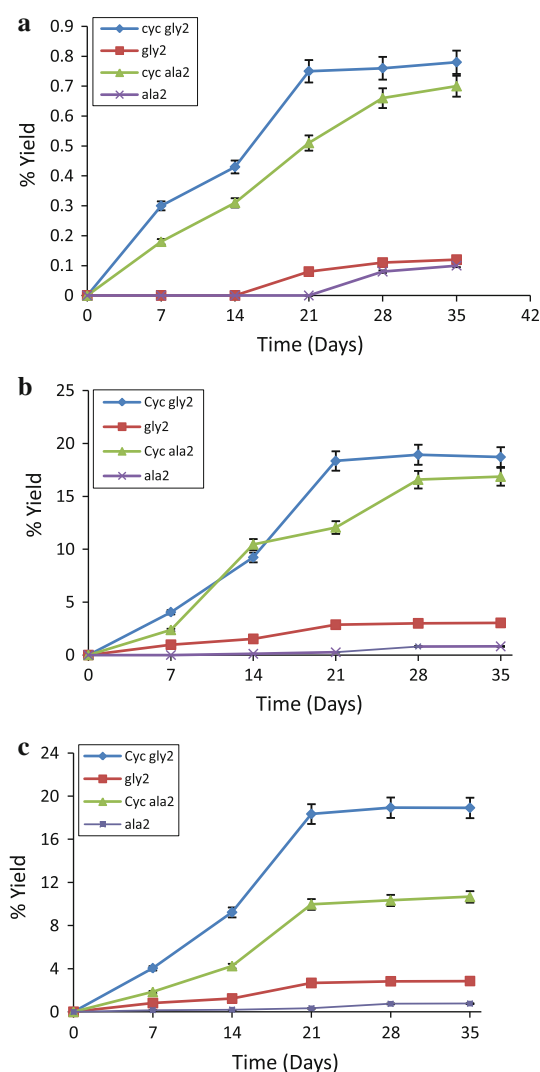 a
cyc gly2
gly2
cyc ala2
ala2
% Yield
0.9
0.8
0.7
0.6
0.5
0.4
0.3
0.2
0.1
0
0 7 14 21 28 35 42
Time (Days)
b
Cyc gly2
gly2
Cyc ala2
ala2
% Yield
25
20
15
10
5
0
0 7 14 21 28 35
Time (Days)
c
Cyc gly2
gly2
Cyc ala2
ala2
% Yield
24
20
16
12
8
4
0
0 7 14 21 28 35
Time (Days)